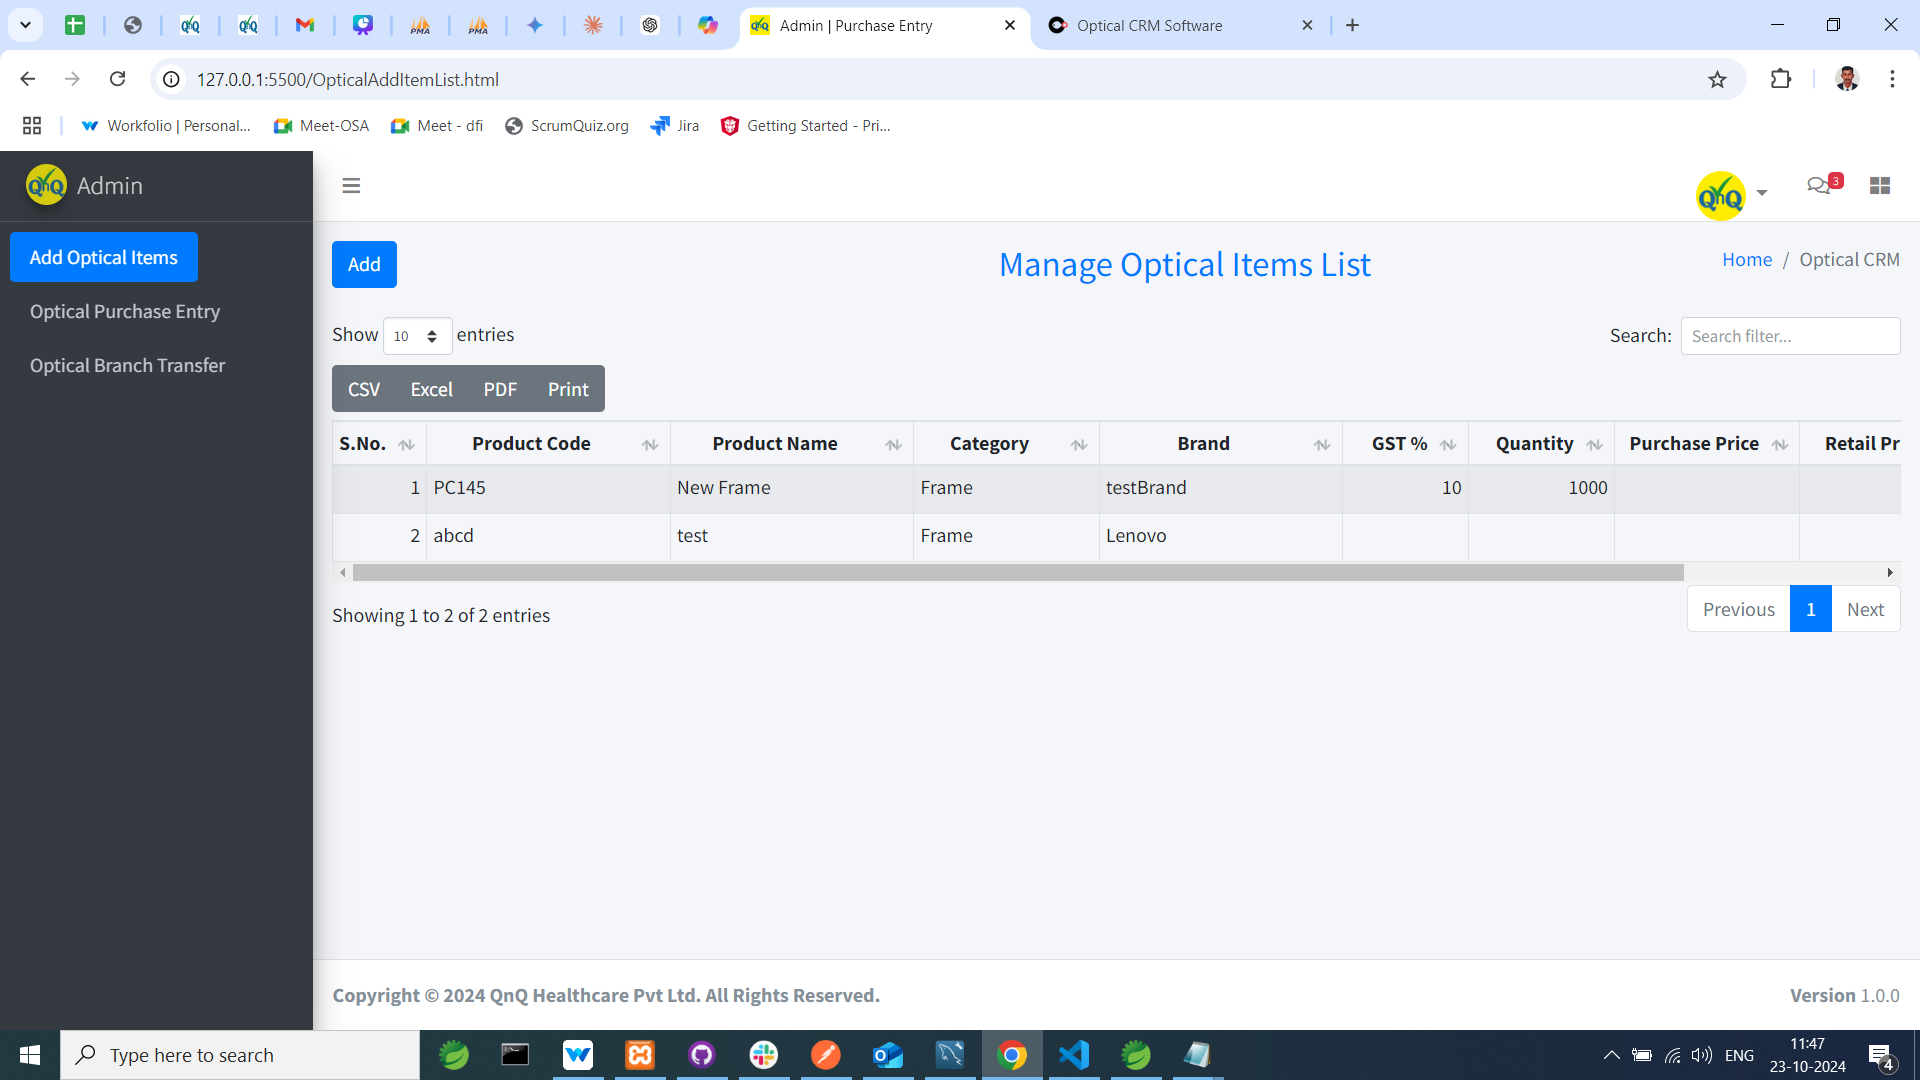 Admin | Purchase Entry
Optical CRM Software
127.0.0.1:5500/OpticalAddItemList.html
Workfolio | Personal...
Meet-OSA
Meet - dfi
ScrumQuiz.org
Jira
Getting Started - Pri...
QnQ Admin
QnQ
3
Add Optical Items
Optical Purchase Entry
Optical Branch Transfer
Add
Manage Optical Items List
Home / Optical CRM
Show 10 entries
Search: Search filter...
CSV Excel PDF Print
S.No. Product Code Product Name Category Brand GST % Quantity Purchase Price Retail Pr
1 PC145 New Frame Frame testBrand 10 1000
2 abcd test Frame Lenovo
Showing 1 to 2 of 2 entries
Previous 1 Next
Copyright © 2024 QnQ Healthcare Pvt Ltd. All Rights Reserved.
Version 1.0.0
Type here to search
ENG
11:47
23-10-2024
4